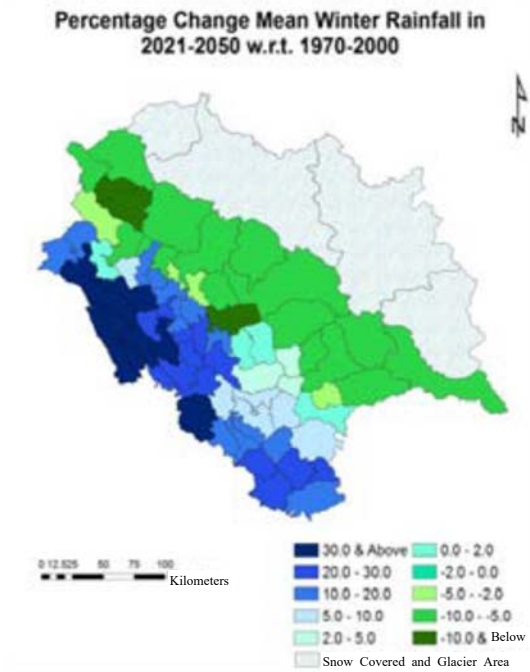 Percentage Change Mean Winter Rainfall in
2021-2050 w.r.t. 1970-2000
N
0 12.525 50 75 100
Kilometers
30.0 & Above
20.0 - 30.0
10.0 - 20.0
5.0 - 10.0
2.0 - 5.0
0.0 - 2.0
-2.0 - 0.0
-5.0 - -2.0
-10.0 - -5.0
-10.0 & Below
Snow Covered and Glacier Area